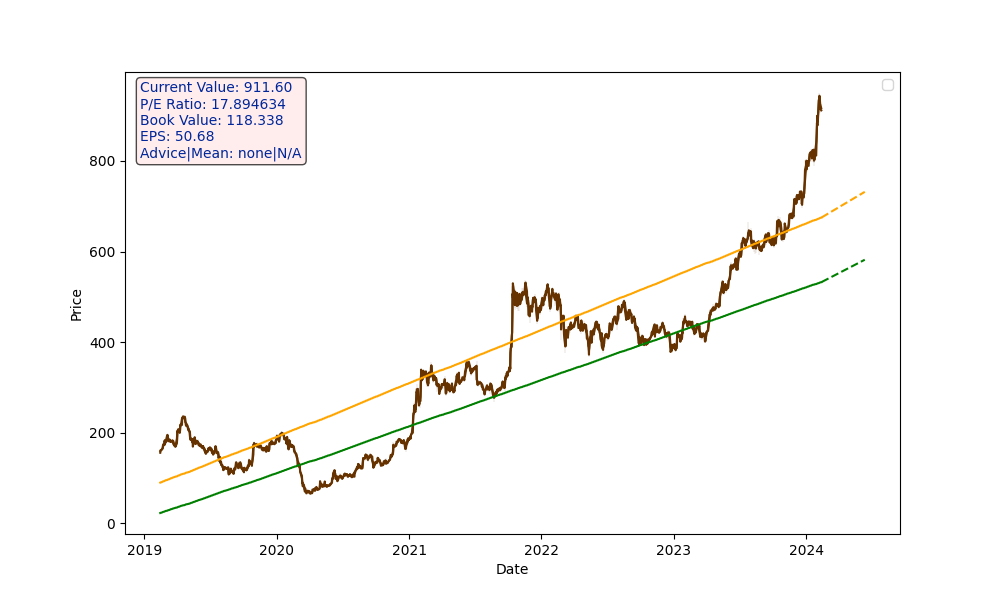 Current Value: 911.60
P/E Ratio: 17.894634
Book Value: 118.338
EPS: 50.68
Advice|Mean: none|N/A
Price
800
600
400
200
0
2019 2020 2021 2022 2023 2024
Date